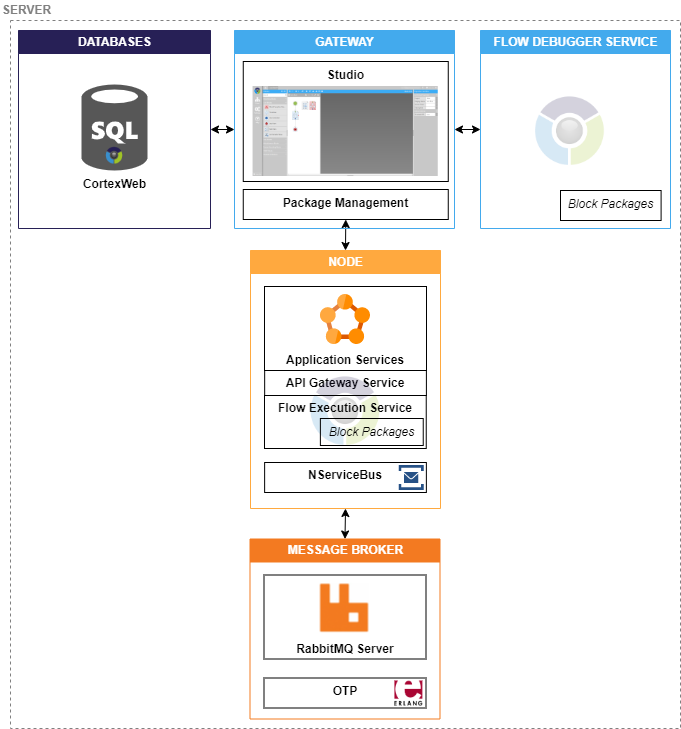 SERVER
DATABASES
SQL
CortexWeb
GATEWAY
Studio
Package Management
FLOW DEBUGGER SERVICE
Block Packages
NODE
Application Services
API Gateway Service
Flow Execution Service
Block Packages
NServiceBus
MESSAGE BROKER
RabbitMQ Server
OTP
ERLANG